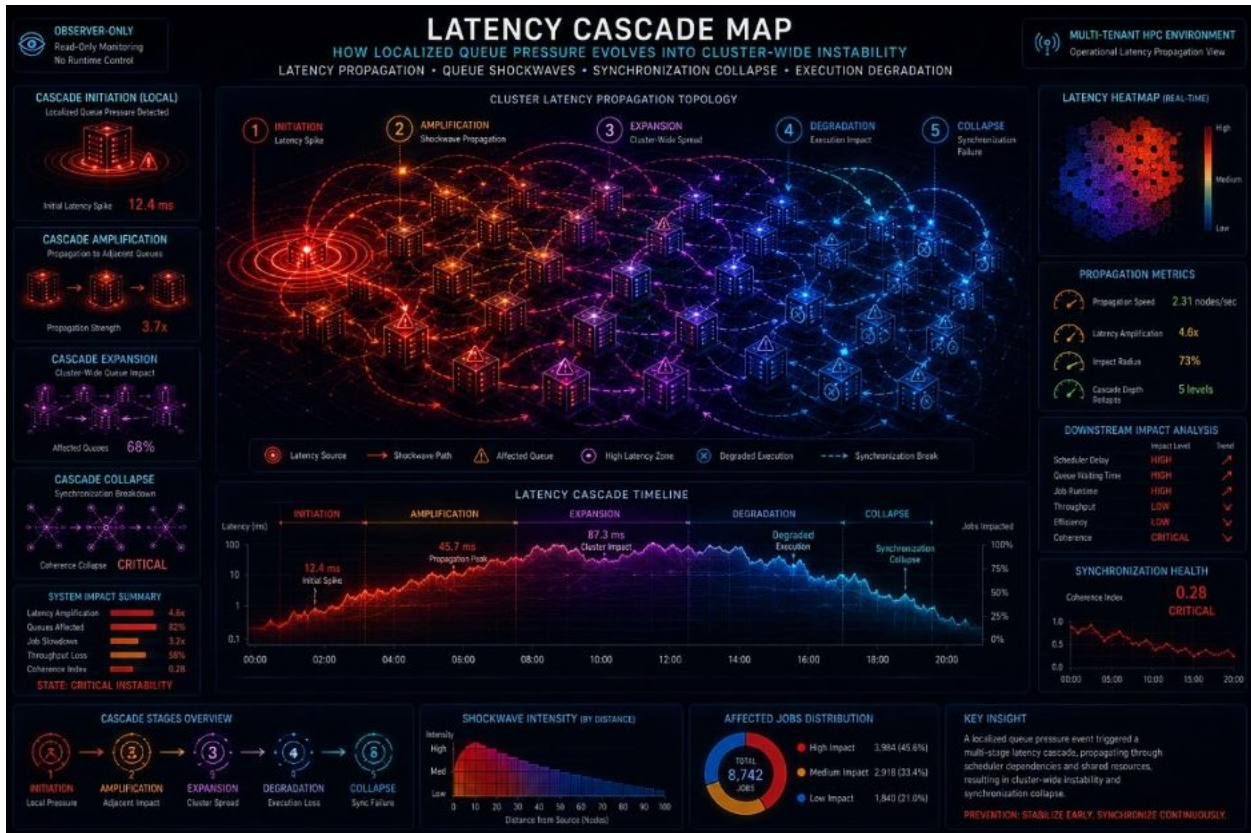 OBSERVER-ONLY
Read-Only Monitoring
No Runtime Control
LATENCY CASCADE MAP
HOW LOCALIZED QUEUE PRESSURE EVOLVES INTO CLUSTER-WIDE INSTABILITY
LATENCY PROPAGATION • QUEUE SHOCKWAVES • SYNCHRONIZATION COLLAPSE • EXECUTION DEGRADATION
MULTI-TENANT HPC ENVIRONMENT
Operational Latency Propagation View
CASCADE INITIATION (LOCAL)
Localized Queue Pressure Detected
Initial Latency Spike 12.4 ms
CASCADE AMPLIFICATION
Propagation to Adjacent Queues
Propagation Strength 3.7x
CASCADE EXPANSION
Cluster-Wide Queue Impact
Affected Queues 68%
CASCADE COLLAPSE
Synchronization Breakdown
Coherence Collapse CRITICAL
SYSTEM IMPACT SUMMARY
Latency Amplification 4.6x
Queues Affected 82%
Job Slowdown 3.2x
Throughput Loss 58%
Coherence Index 0.28
STATE: CRITICAL INSTABILITY
CLUSTER LATENCY PROPAGATION TOPOLOGY
1 INITIATION
Latency Spike
2 AMPLIFICATION
Shockwave Propagation
3 EXPANSION
Cluster-Wide Spread
4 DEGRADATION
Execution Impact
5 COLLAPSE
Synchronization
Failure
Latency Source
Shockwave Path
Affected Queue
High Latency Zone
Degraded Execution
Synchronization Break
LATENCY CASCADE TIMELINE
INITIATION AMPLIFICATION EXPANSION DEGRADATION COLLAPSE
Latency (ms)
Jobs Impacted
100
10
1
0.1
12.4 ms
Initial Spike
45.7 ms
Propagation Peak
87.3 ms
Cluster Impact
Degraded
Execution
Synchronization
Collapse
100%
75%
50%
25%
0%
00:00 02:00 04:00 06:00 08:00 10:00 12:00 14:00 16:00 18:00 20:00
LATENCY HEATMAP (REAL-TIME)
High
Medium
Low
PROPAGATION METRICS
Propagation Speed 2.31 nodes/sec
Latency Amplification 4.6x
Impact Radius 73%
Cascade Depth 5 levels
DOWNSTREAM IMPACT ANALYSIS
Impact Level Trend
Scheduler Delay HIGH
Queue Waiting Time HIGH
Job Runtime HIGH
Throughput LOW
Efficiency LOW
Coherence CRITICAL
SYNCHRONIZATION HEALTH
Coherence Index 0.28
CRITICAL
1.0
0.5
0.0
00:00 05:00 10:00 15:00 20:00
CASCADE STAGES OVERVIEW
3 4
1 2
INITIATION AMPLIFICATION EXPANSION DEGRADATION COLLAPSE
Local Pressure Adjacent Impact Cluster Spread Execution Loss Sync Failure
SHOCKWAVE INTENSITY (BY DISTANCE)
Intensity
High
Med
Low
0 10 20 30 40 50 60 70 80 90 100
Distance from Source (Nodes)
AFFECTED JOBS DISTRIBUTION
TOTAL
8,742
JOBS
High Impact 3,984 (45.6%)
Medium Impact 2,918 (33.4%)
Low Impact 1,840 (21.0%)
KEY INSIGHT
A localized queue pressure event triggered a
multi-stage latency cascade, propagating through
scheduler dependencies and shared resources,
resulting in cluster-wide instability and
synchronization collapse.
PREVENTION: STABILIZE EARLY, SYNCHRONIZE CONTINUOUSLY.